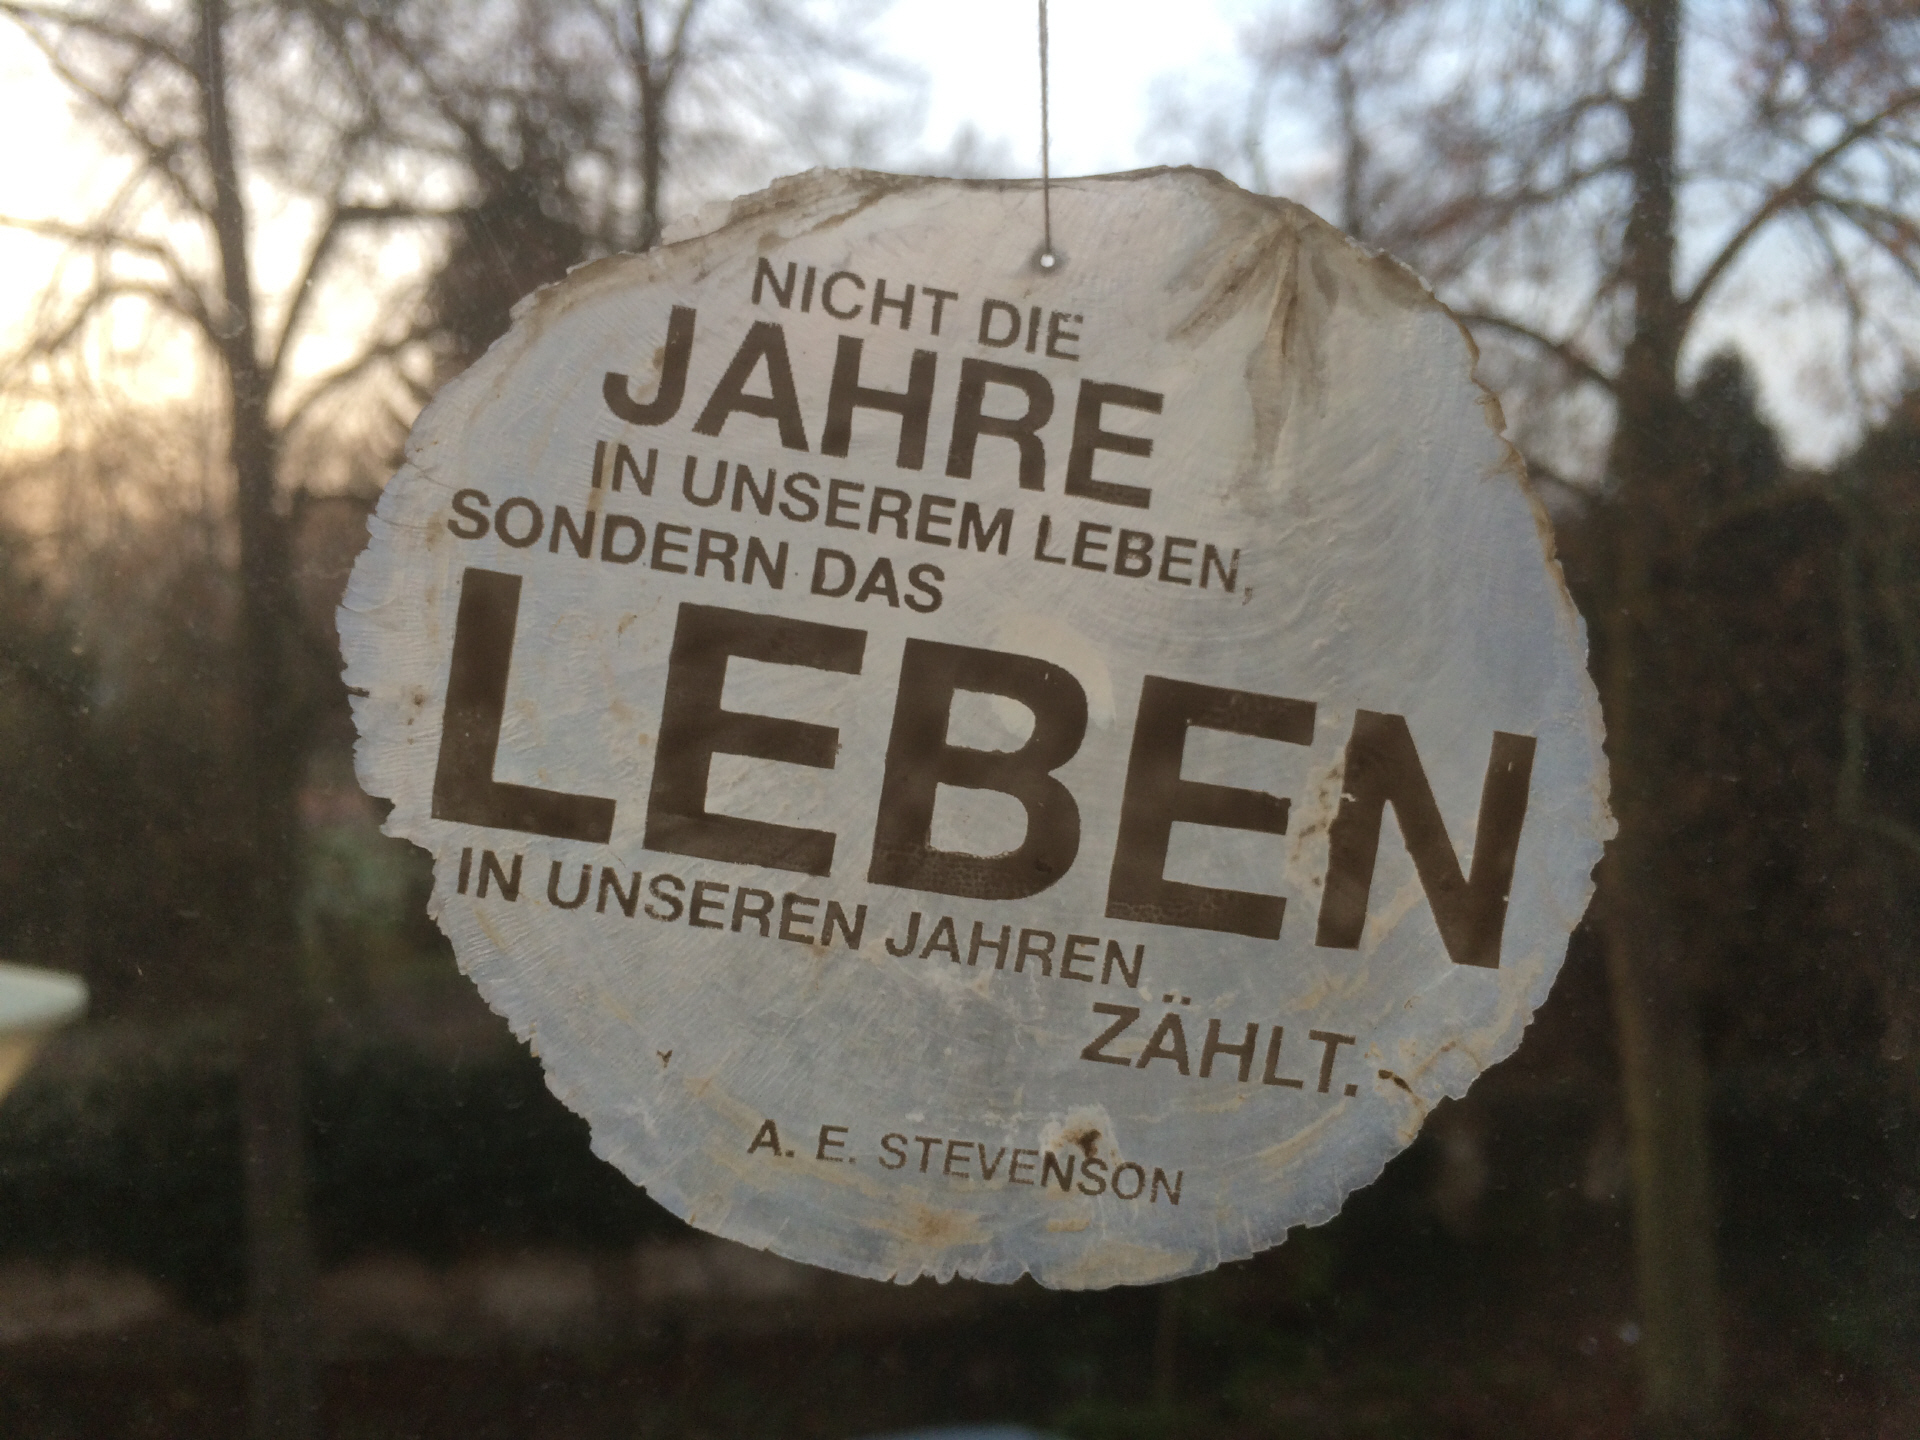 NICHT DIE
JAHRE
IN UNSEREM LEBEN,
SONDERN DAS
LEBEN
IN UNSEREN JAHREN
ZÄHLT.
A. E. STEVENSON